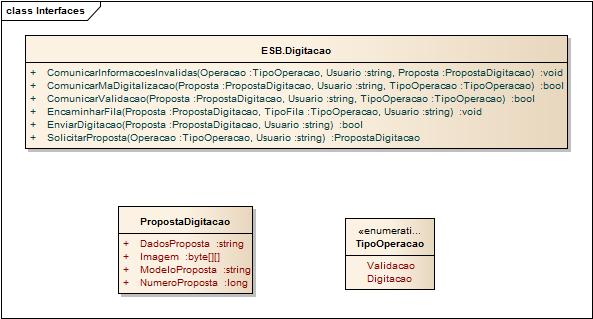 class Interfaces
ESB.Digitacao
+ ComunicarInformacoesInvalidas(Operacao :TipoOperacao, Usuario :string, Proposta :PropostaDigitacao) :void
+ ComunicarMaDigitalizacao(Proposta :PropostaDigitacao, Usuario :string, TipoOperacao :TipoOperacao) :bool
+ ComunicarValidacao(Proposta :PropostaDigitacao, Usuario :string, TipoOperacao :TipoOperacao) :bool
+ EncaminharFila(Proposta :PropostaDigitacao, TipoFila :TipoOperacao, Usuario :string) :void
+ EnviarDigitacao(Proposta :PropostaDigitacao, Usuario :string) :bool
+ SolicitarProposta(Operacao :TipoOperacao, Usuario :string) :PropostaDigitacao
PropostaDigitacao
+ DadosProposta :string
+ Imagem :byte[][]
+ ModeloProposta :string
+ NumeroProposta :long
«enumerati...
TipoOperacao
Validacao
Digitacao